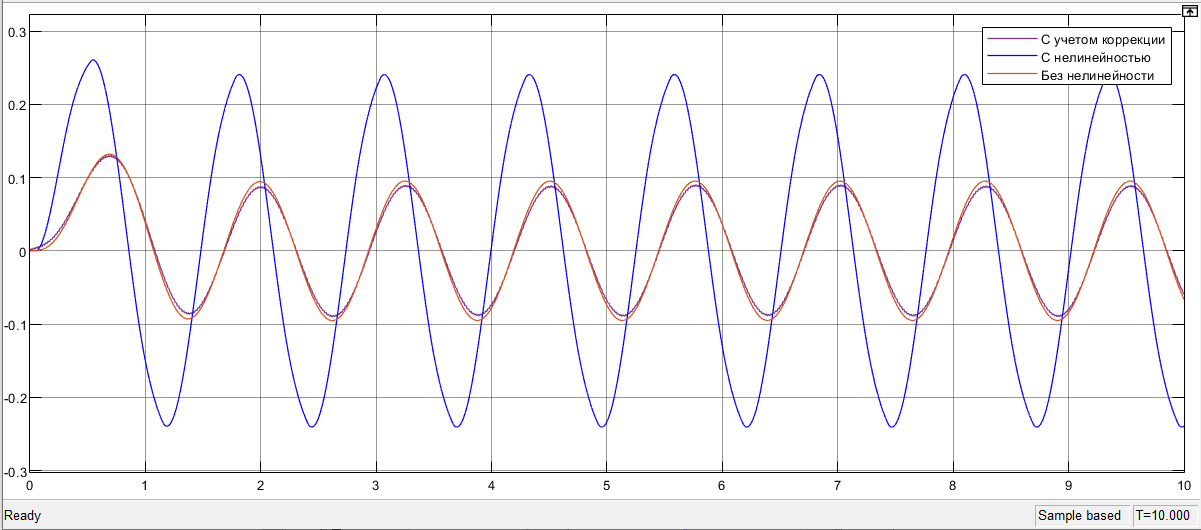 0.3
0.2
0.1
0
-0.1
-0.2
-0.3
С учетом коррекции
С нелинейностью
Без нелинейности
0 1 2 3 4 5 6 7 8 9 10
Ready
Sample based T=10.000